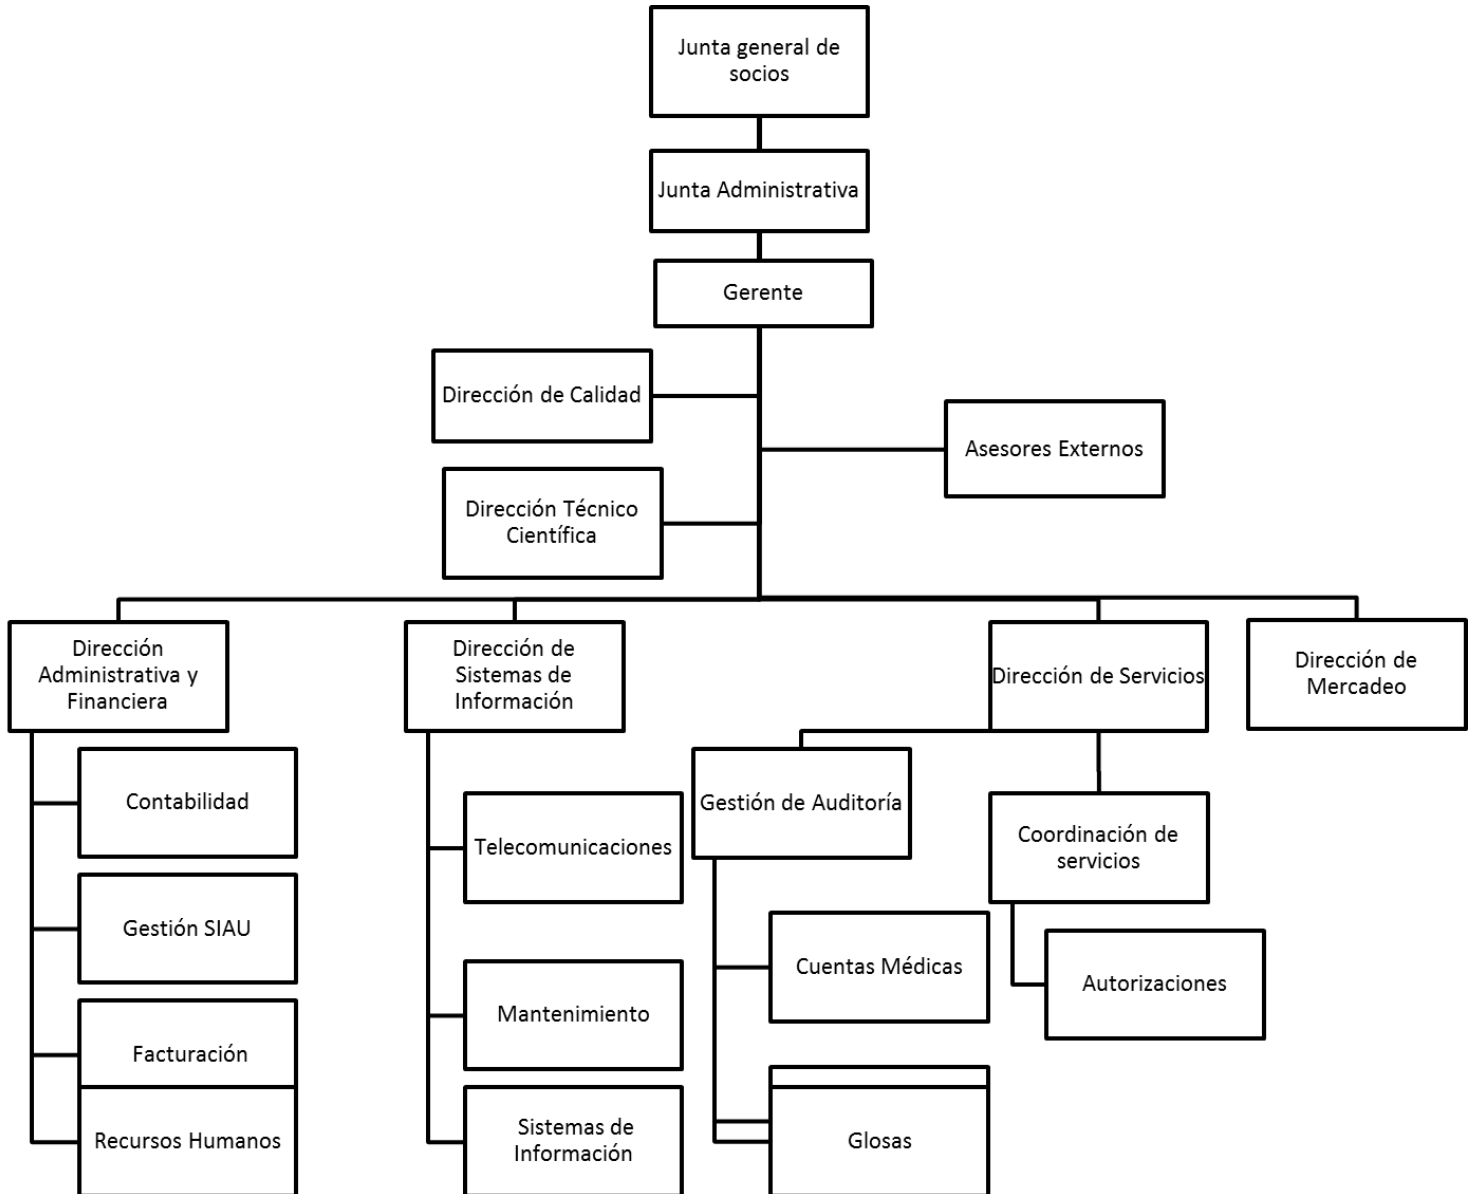 Junta general de
socios
Junta Administrativa
Gerente
Dirección de Calidad
Asesores Externos
Dirección Técnico
Científica
Dirección
Administrativa y
Financiera
Dirección de
Sistemas de
Información
Dirección de Servicios
Dirección de
Mercadeo
Contabilidad
Gestión SIAU
Facturación
Recursos Humanos
Telecomunicaciones
Mantenimiento
Sistemas de
Información
Gestión de Auditoría
Cuentas Médicas
Glosas
Coordinación de
servicios
Autorizaciones